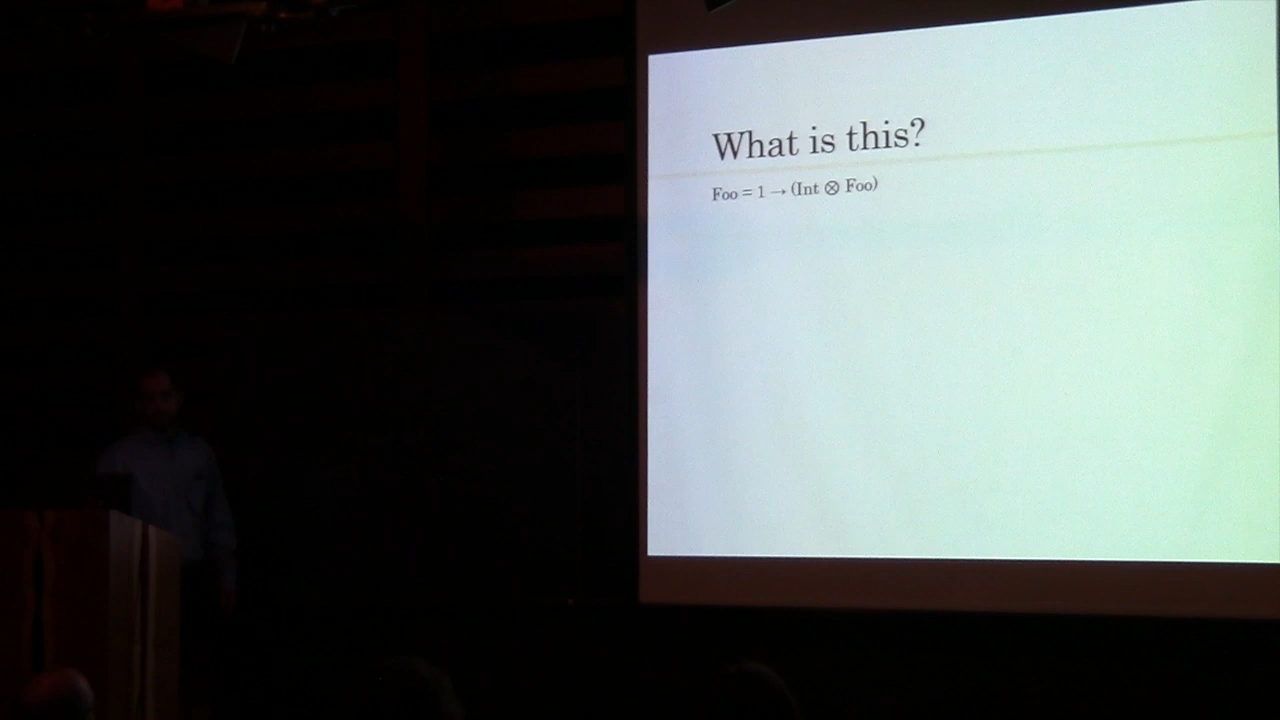 What is this?
Foo = 1 → (Int ⊗ Foo)